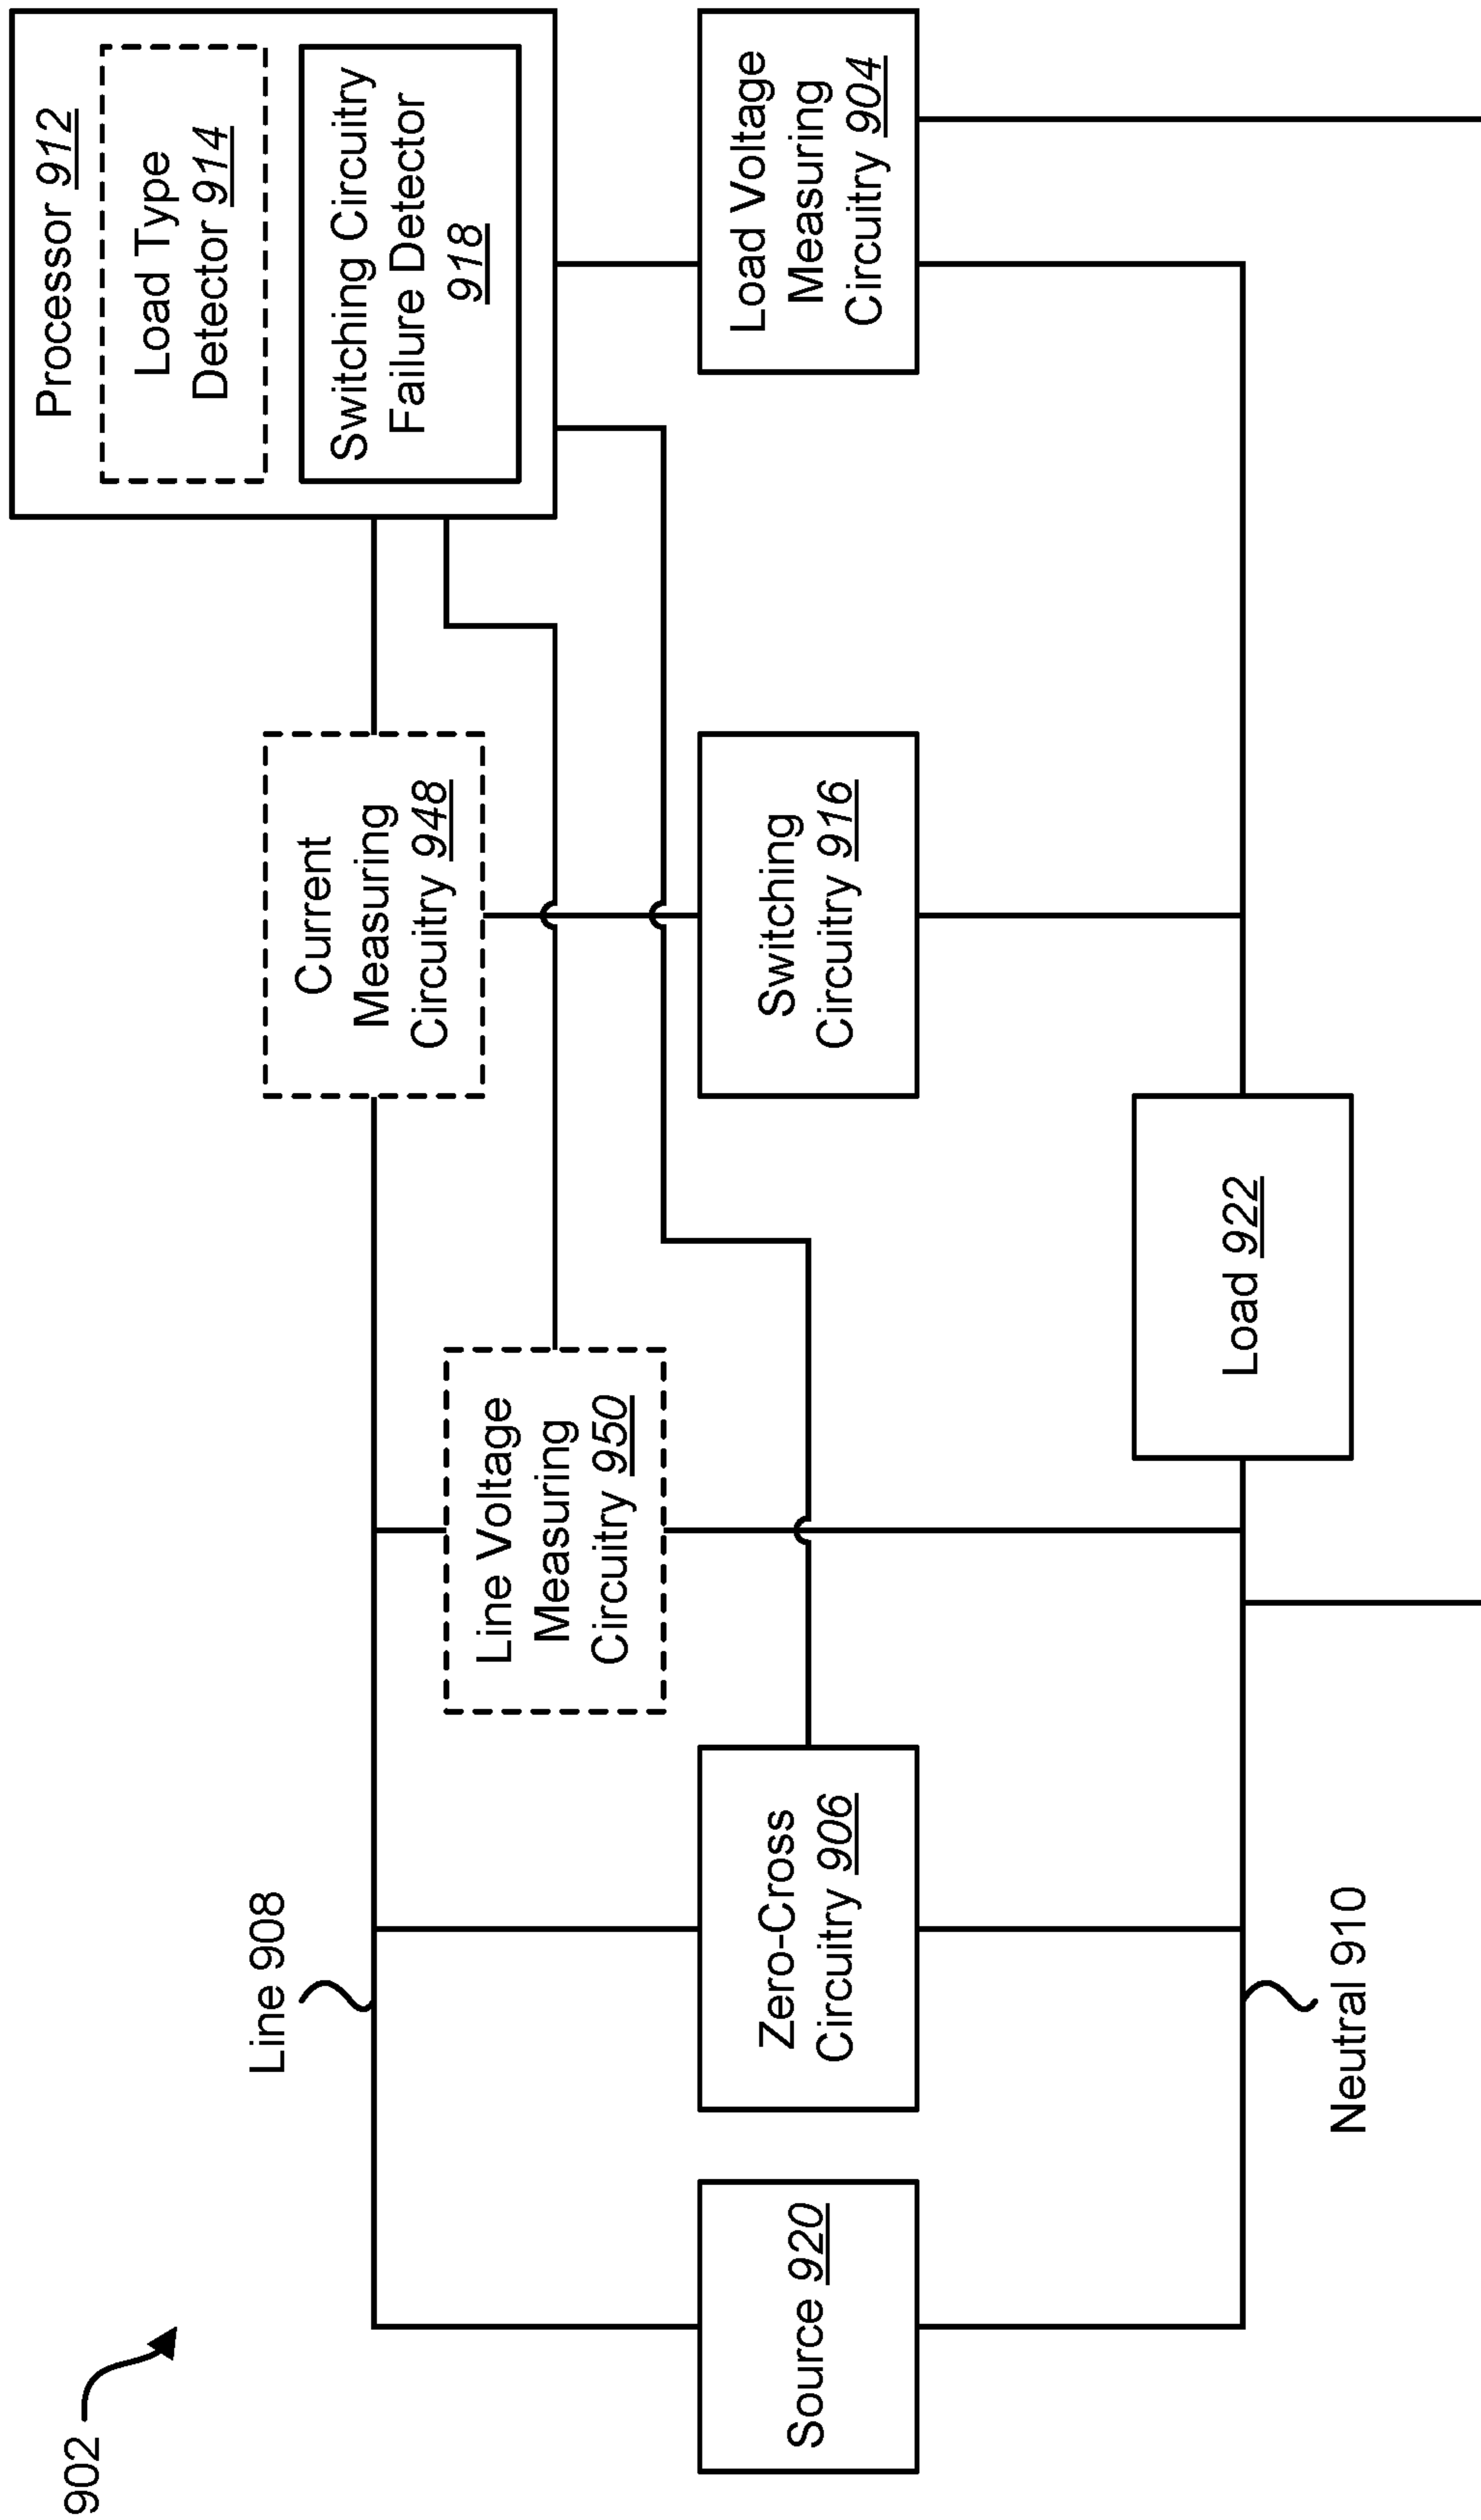 902
Line 908
Processor 912
Load Type
Detector 914
Switching Circuitry
Failure Detector
918
Current
Measuring
Circuitry 948
Line Voltage
Measuring
Circuitry 950
Source 920
Zero-Cross
Circuitry 906
Switching
Circuitry 916
Load Voltage
Measuring
Circuitry 904
Load 922
Neutral 910